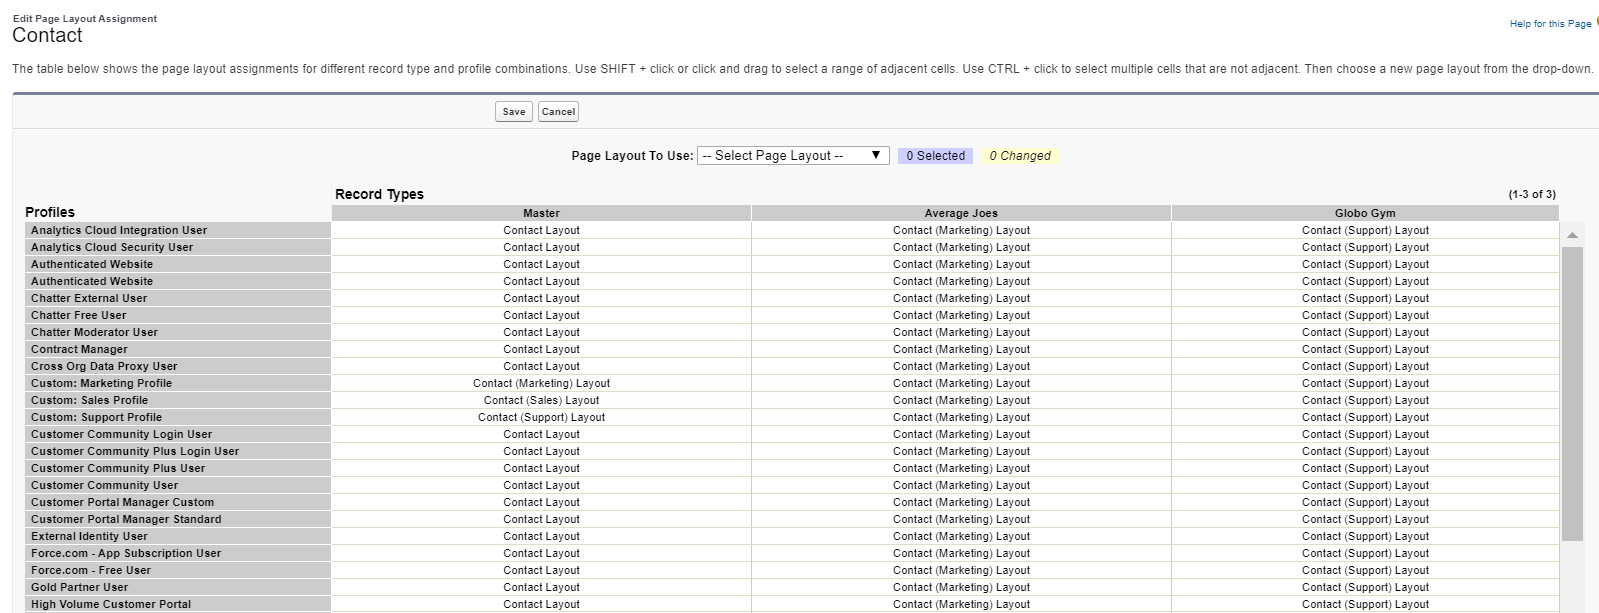 Edit Page Layout Assignment
Contact
Help for this Page
The table below shows the page layout assignments for different record type and profile combinations. Use SHIFT + click or click and drag to select a range of adjacent cells. Use CTRL + click to select multiple cells that are not adjacent. Then choose a new page layout from the drop-down.
Save Cancel
Page Layout To Use: -- Select Page Layout -- ▼ 0 Selected 0 Changed
Record Types (1-3 of 3)
Profiles Master Average Joes Globo Gym
Analytics Cloud Integration User Contact Layout Contact (Marketing) Layout Contact (Support) Layout
Analytics Cloud Security User Contact Layout Contact (Marketing) Layout Contact (Support) Layout
Authenticated Website Contact Layout Contact (Marketing) Layout Contact (Support) Layout
Authenticated Website Contact Layout Contact (Marketing) Layout Contact (Support) Layout
Chatter External User Contact Layout Contact (Marketing) Layout Contact (Support) Layout
Chatter Free User Contact Layout Contact (Marketing) Layout Contact (Support) Layout
Chatter Moderator User Contact Layout Contact (Marketing) Layout Contact (Support) Layout
Contract Manager Contact Layout Contact (Marketing) Layout Contact (Support) Layout
Cross Org Data Proxy User Contact Layout Contact (Marketing) Layout Contact (Support) Layout
Custom: Marketing Profile Contact (Marketing) Layout Contact (Marketing) Layout Contact (Support) Layout
Custom: Sales Profile Contact (Sales) Layout Contact (Marketing) Layout Contact (Support) Layout
Custom: Support Profile Contact (Support) Layout Contact (Marketing) Layout Contact (Support) Layout
Customer Community Login User Contact Layout Contact (Marketing) Layout Contact (Support) Layout
Customer Community Plus Login User Contact Layout Contact (Marketing) Layout Contact (Support) Layout
Customer Community Plus User Contact Layout Contact (Marketing) Layout Contact (Support) Layout
Customer Community User Contact Layout Contact (Marketing) Layout Contact (Support) Layout
Customer Portal Manager Custom Contact Layout Contact (Marketing) Layout Contact (Support) Layout
Customer Portal Manager Standard Contact Layout Contact (Marketing) Layout Contact (Support) Layout
External Identity User Contact Layout Contact (Marketing) Layout Contact (Support) Layout
Force.com - App Subscription User Contact Layout Contact (Marketing) Layout Contact (Support) Layout
Force.com - Free User Contact Layout Contact (Marketing) Layout Contact (Support) Layout
Gold Partner User Contact Layout Contact (Marketing) Layout Contact (Support) Layout
High Volume Customer Portal Contact Layout Contact (Marketing) Layout Contact (Support) Layout